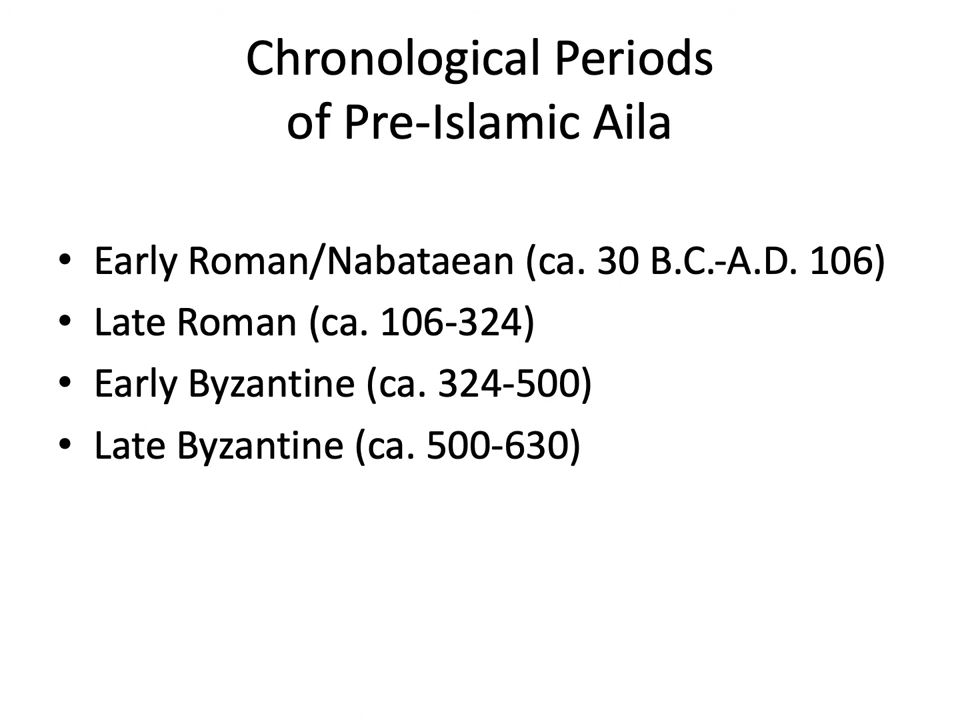 Chronological Periods
of Pre-Islamic Aila
• Early Roman/Nabataean (ca. 30 B.C.-A.D. 106)
• Late Roman (ca. 106-324)
• Early Byzantine (ca. 324-500)
• Late Byzantine (ca. 500-630)